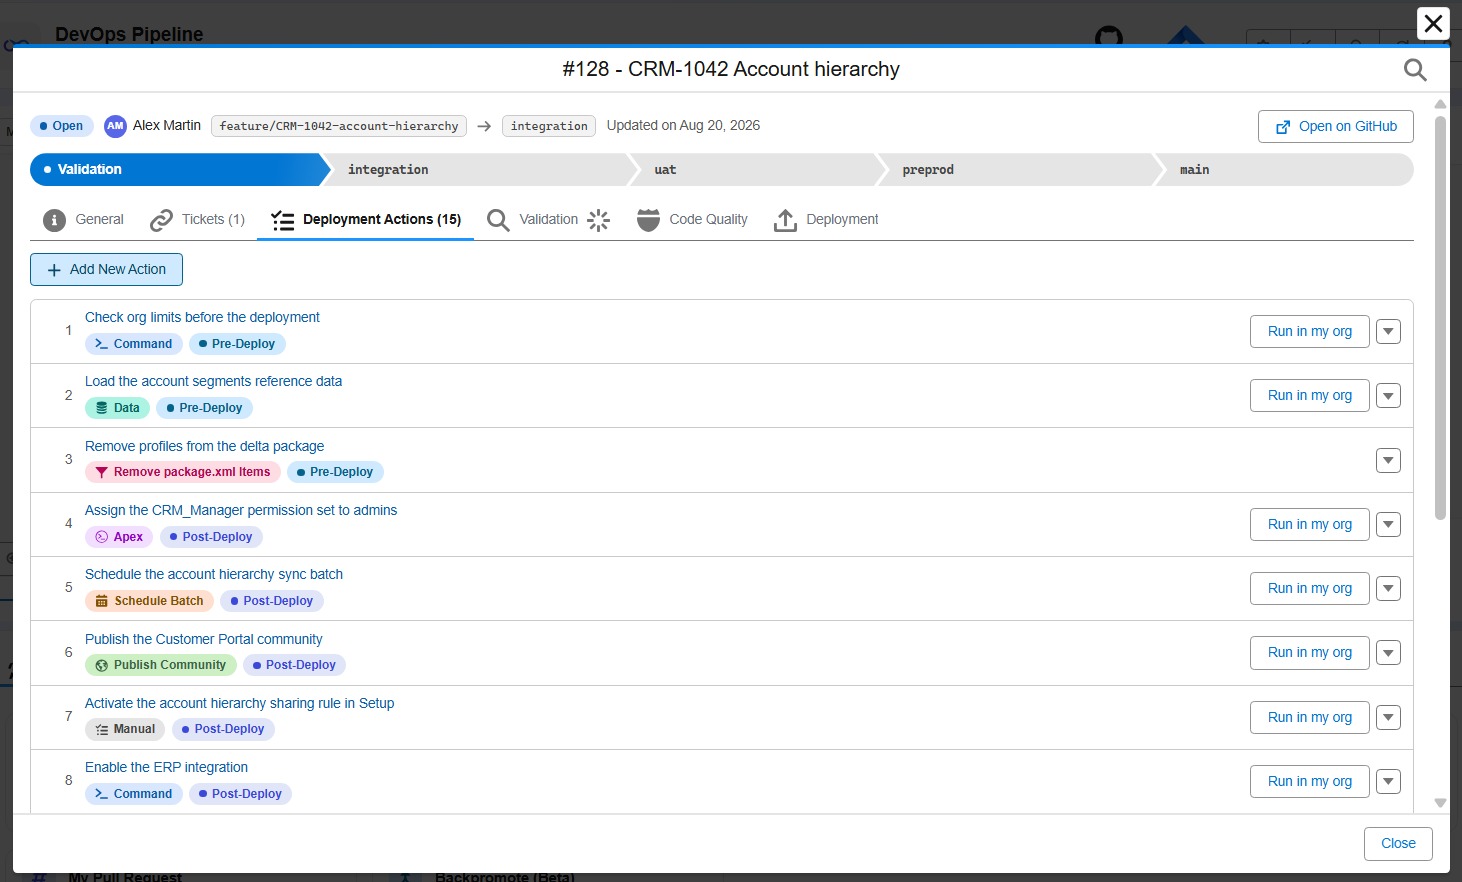 DevOps Pipeline
#128 - CRM-1042 Account hierarchy
Open AM Alex Martin feature/CRM-1042-account-hierarchy → integration Updated on Aug 20, 2026 Open on GitHub
Validation integration uat preprod main
General Tickets (1) Deployment Actions (15) Validation Code Quality Deployment
+ Add New Action
1 Check org limits before the deployment
Command Pre-Deploy
Run in my org
2 Load the account segments reference data
Data Pre-Deploy
Run in my org
3 Remove profiles from the delta package
Remove package.xml Items Pre-Deploy
4 Assign the CRM_Manager permission set to admins
Apex Post-Deploy
Run in my org
5 Schedule the account hierarchy sync batch
Schedule Batch Post-Deploy
Run in my org
6 Publish the Customer Portal community
Publish Community Post-Deploy
Run in my org
7 Activate the account hierarchy sharing rule in Setup
Manual Post-Deploy
Run in my org
8 Enable the ERP integration
Command Post-Deploy
Run in my org
Close
My Pull Request Backpromote (Beta)